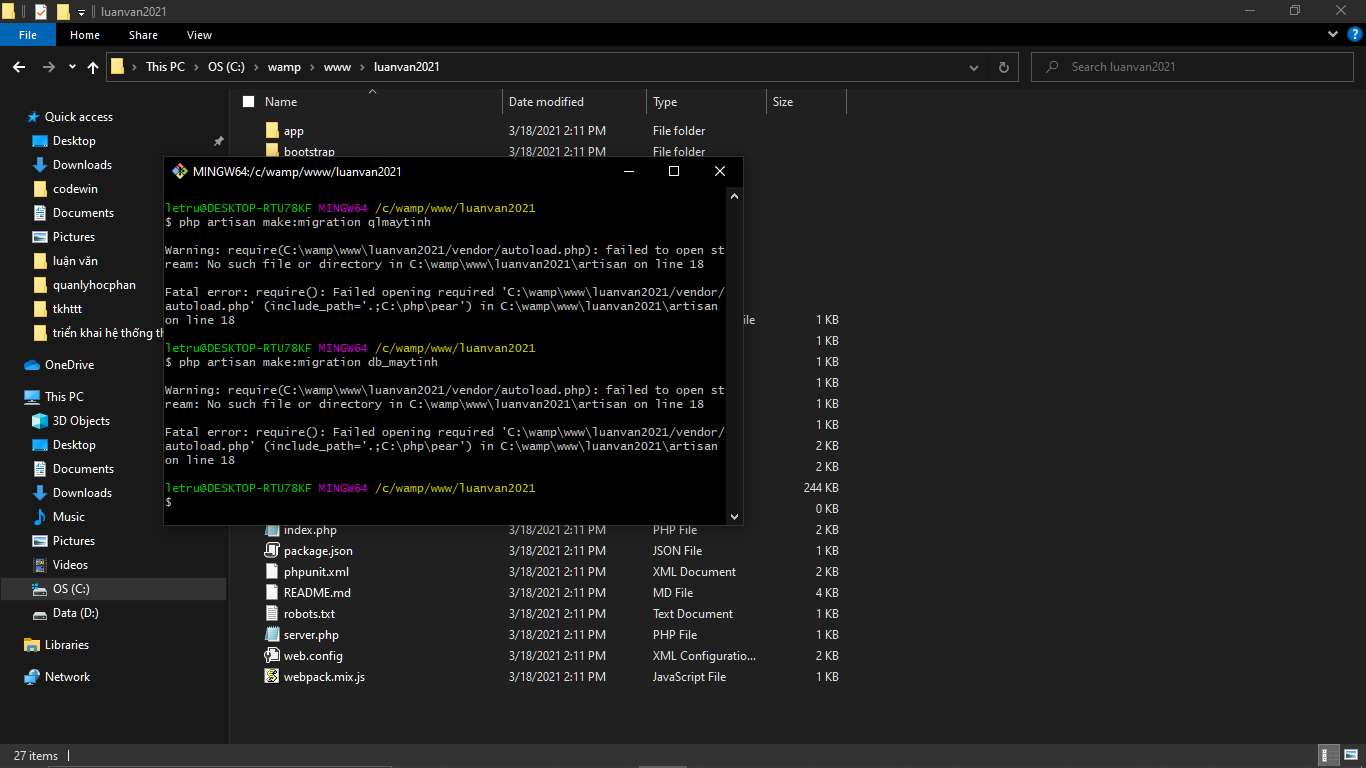 luanvan2021
File Home Share View
This PC OS (C:) wamp www luanvan2021
Search luanvan2021
Name Date modified Type Size
Quick access
Desktop
Downloads
codewin
Documents
Pictures
luận văn
quanlyhocphan
tkhttt
triển khai hệ thống th
OneDrive
This PC
3D Objects
Desktop
Documents
Downloads
Music
Pictures
Videos
OS (C:)
Data (D:)
Libraries
Network
app 3/18/2021 2:11 PM File folder
bootstrap 3/18/2021 2:11 PM File folder
MINGW64:/c/wamp/www/luanvan2021
letru@DESKTOP-RTU78KF MINGW64 /c/wamp/www/luanvan2021
$ php artisan make:migration qlmaytinh
Warning: require(C:\wamp\www\luanvan2021/vendor/autoload.php): failed to open st
ream: No such file or directory in C:\wamp\www\luanvan2021\artisan on line 18
Fatal error: require(): Failed opening required 'C:\wamp\www\luanvan2021/vendor/
autoload.php' (include_path='.;C:\php\pear') in C:\wamp\www\luanvan2021\artisan
on line 18
letru@DESKTOP-RTU78KF MINGW64 /c/wamp/www/luanvan2021
$ php artisan make:migration db_maytinh
Warning: require(C:\wamp\www\luanvan2021/vendor/autoload.php): failed to open st
ream: No such file or directory in C:\wamp\www\luanvan2021\artisan on line 18
Fatal error: require(): Failed opening required 'C:\wamp\www\luanvan2021/vendor/
autoload.php' (include_path='.;C:\php\pear') in C:\wamp\www\luanvan2021\artisan
on line 18
letru@DESKTOP-RTU78KF MINGW64 /c/wamp/www/luanvan2021
$
ile 1 KB
1 KB
1 KB
1 KB
1 KB
1 KB
2 KB
2 KB
244 KB
0 KB
index.php 3/18/2021 2:11 PM PHP File 2 KB
package.json 3/18/2021 2:11 PM JSON File 1 KB
phpunit.xml 3/18/2021 2:11 PM XML Document 2 KB
README.md 3/18/2021 2:11 PM MD File 4 KB
robots.txt 3/18/2021 2:11 PM Text Document 1 KB
server.php 3/18/2021 2:11 PM PHP File 1 KB
web.config 3/18/2021 2:11 PM XML Configuratio... 2 KB
webpack.mix.js 3/18/2021 2:11 PM JavaScript File 1 KB
27 items